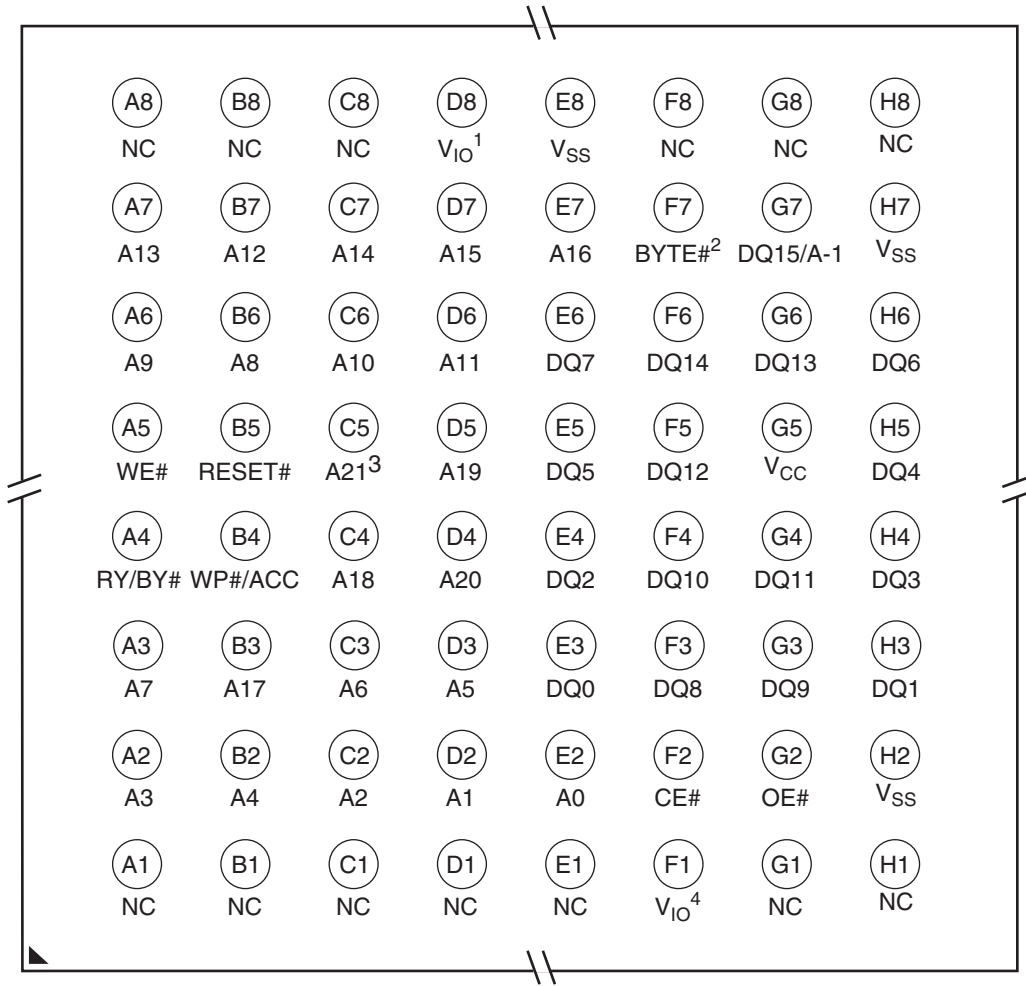 A8 B8 C8 D8 E8 F8 G8 H8
NC NC NC V_IO¹ V_SS NC NC NC
A7 B7 C7 D7 E7 F7 G7 H7
A13 A12 A14 A15 A16 BYTE#² DQ15/A-1 V_SS
A6 B6 C6 D6 E6 F6 G6 H6
A9 A8 A10 A11 DQ7 DQ14 DQ13 DQ6
A5 B5 C5 D5 E5 F5 G5 H5
WE# RESET# A21³ A19 DQ5 DQ12 V_CC DQ4
A4 B4 C4 D4 E4 F4 G4 H4
RY/BY# WP#/ACC A18 A20 DQ2 DQ10 DQ11 DQ3
A3 B3 C3 D3 E3 F3 G3 H3
A7 A17 A6 A5 DQ0 DQ8 DQ9 DQ1
A2 B2 C2 D2 E2 F2 G2 H2
A3 A4 A2 A1 A0 CE# OE# V_SS
A1 B1 C1 D1 E1 F1 G1 H1
NC NC NC NC NC V_IO⁴ NC NC